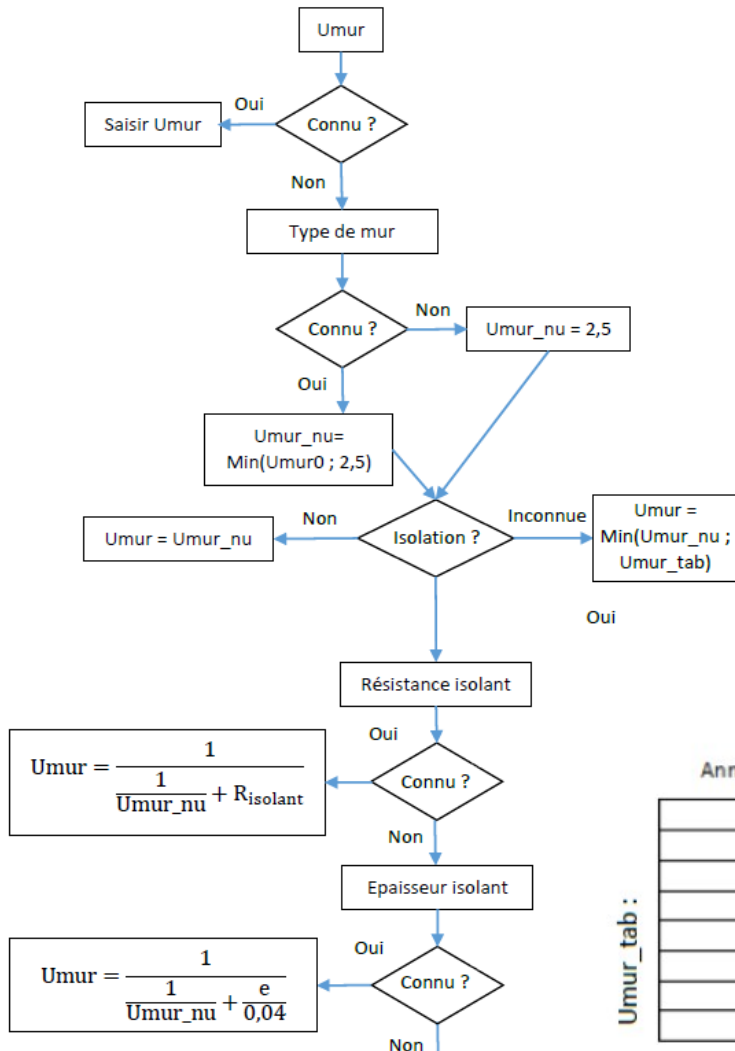 Umur
Oui
Connu ?
Saisir Umur
Non
Type de mur
Connu ?
Non
Umur_nu = 2,5
Oui
Umur_nu=
Min(Umur0 ; 2,5)
Non
Umur = Umur_nu
Isolation ?
Inconnue
Umur =
Min(Umur_nu ;
Umur_tab)
Oui
Résistance isolant
Oui
Connu ?
Umur = 1 / (1/Umur_nu + R_isolant)
Non
Epaisseur isolant
Oui
Connu ?
Umur = 1 / (1/Umur_nu + e/0,04)
Non
Ann
Umur_tab :